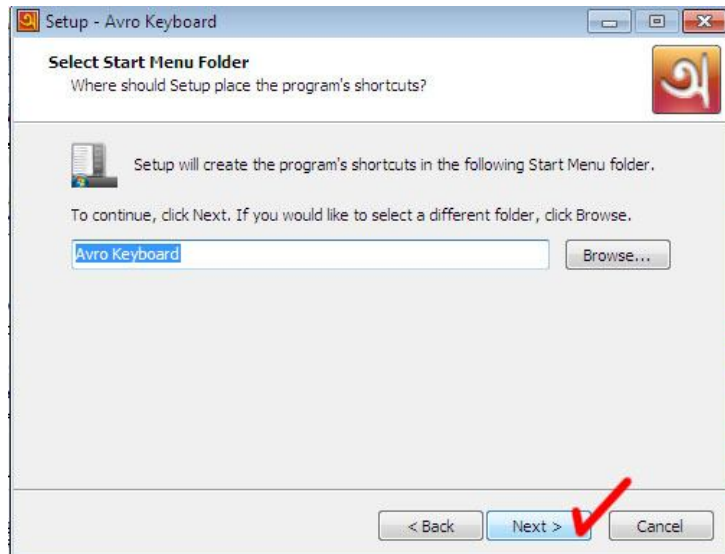 Setup - Avro Keyboard
Select Start Menu Folder
Where should Setup place the program's shortcuts?
অ
Setup will create the program's shortcuts in the following Start Menu folder.
To continue, click Next. If you would like to select a different folder, click Browse.
Avro Keyboard
Browse...
< Back
Next >
Cancel